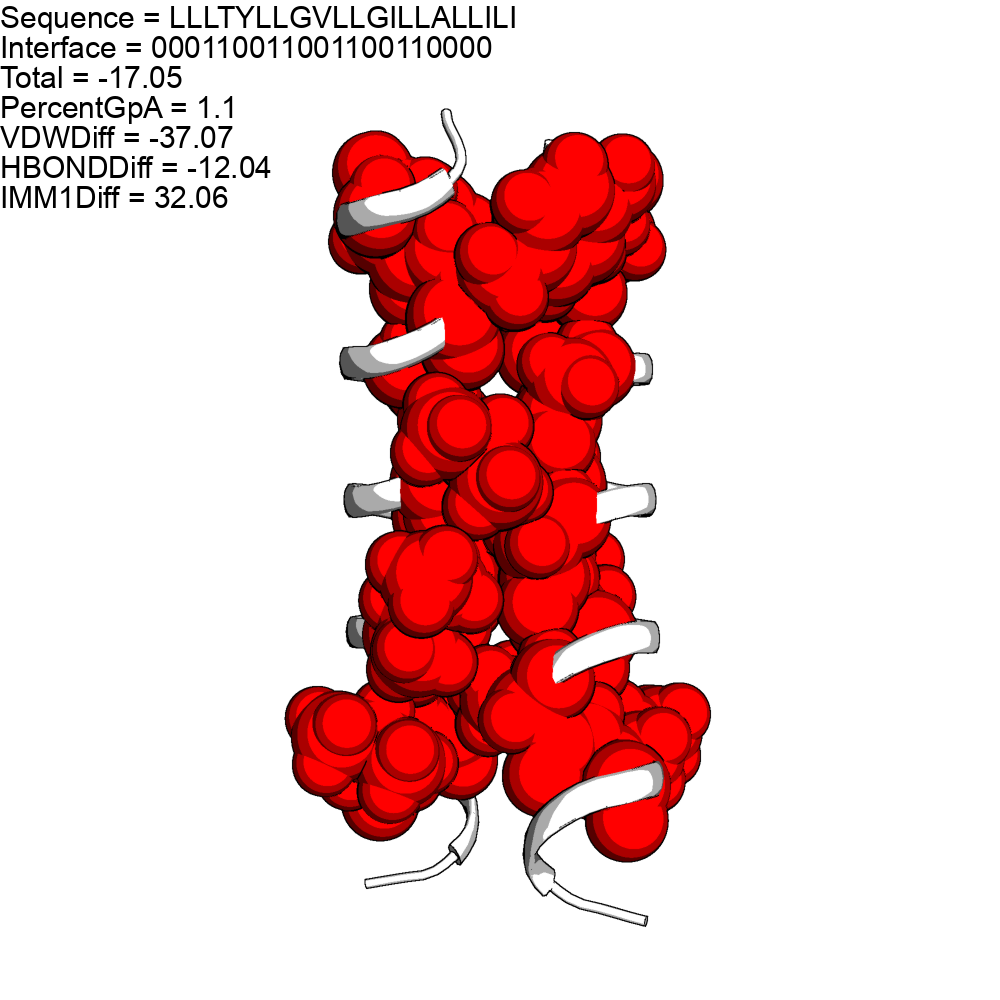 Sequence = LLLTYLLGVLLGILLALLILI
Interface = 000110011001100110000
Total = -17.05
PercentGpA = 1.1
VDWDiff = -37.07
HBONDDiff = -12.04
IMM1Diff = 32.06